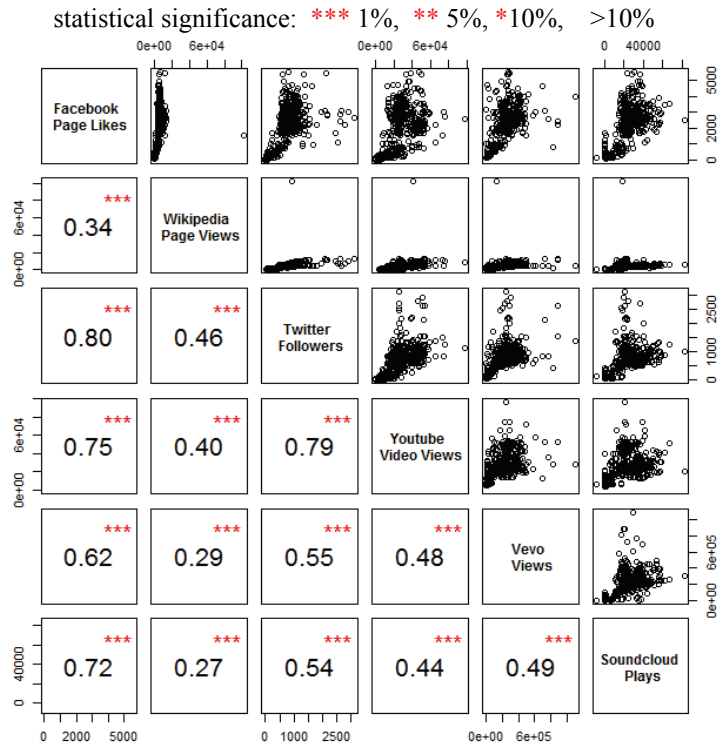 statistical significance: *** 1%, ** 5%, *10%, >10%
0e+00 6e+04 0e+00 6e+04 0 40000
Facebook
Page Likes
0 2000 5000
0e+00 6e+04
***
0.34
Wikipedia
Page Views
***
0.80
***
0.46
Twitter
Followers
0 1000 2500
0e+00 6e+04
***
0.75
***
0.40
***
0.79
Youtube
Video Views
***
0.62
***
0.29
***
0.55
***
0.48
Vevo
Views
0e+00 6e+05
0 40000
***
0.72
***
0.27
***
0.54
***
0.44
***
0.49
Soundcloud
Plays
0 2000 5000 0 1000 2500 0e+00 6e+05